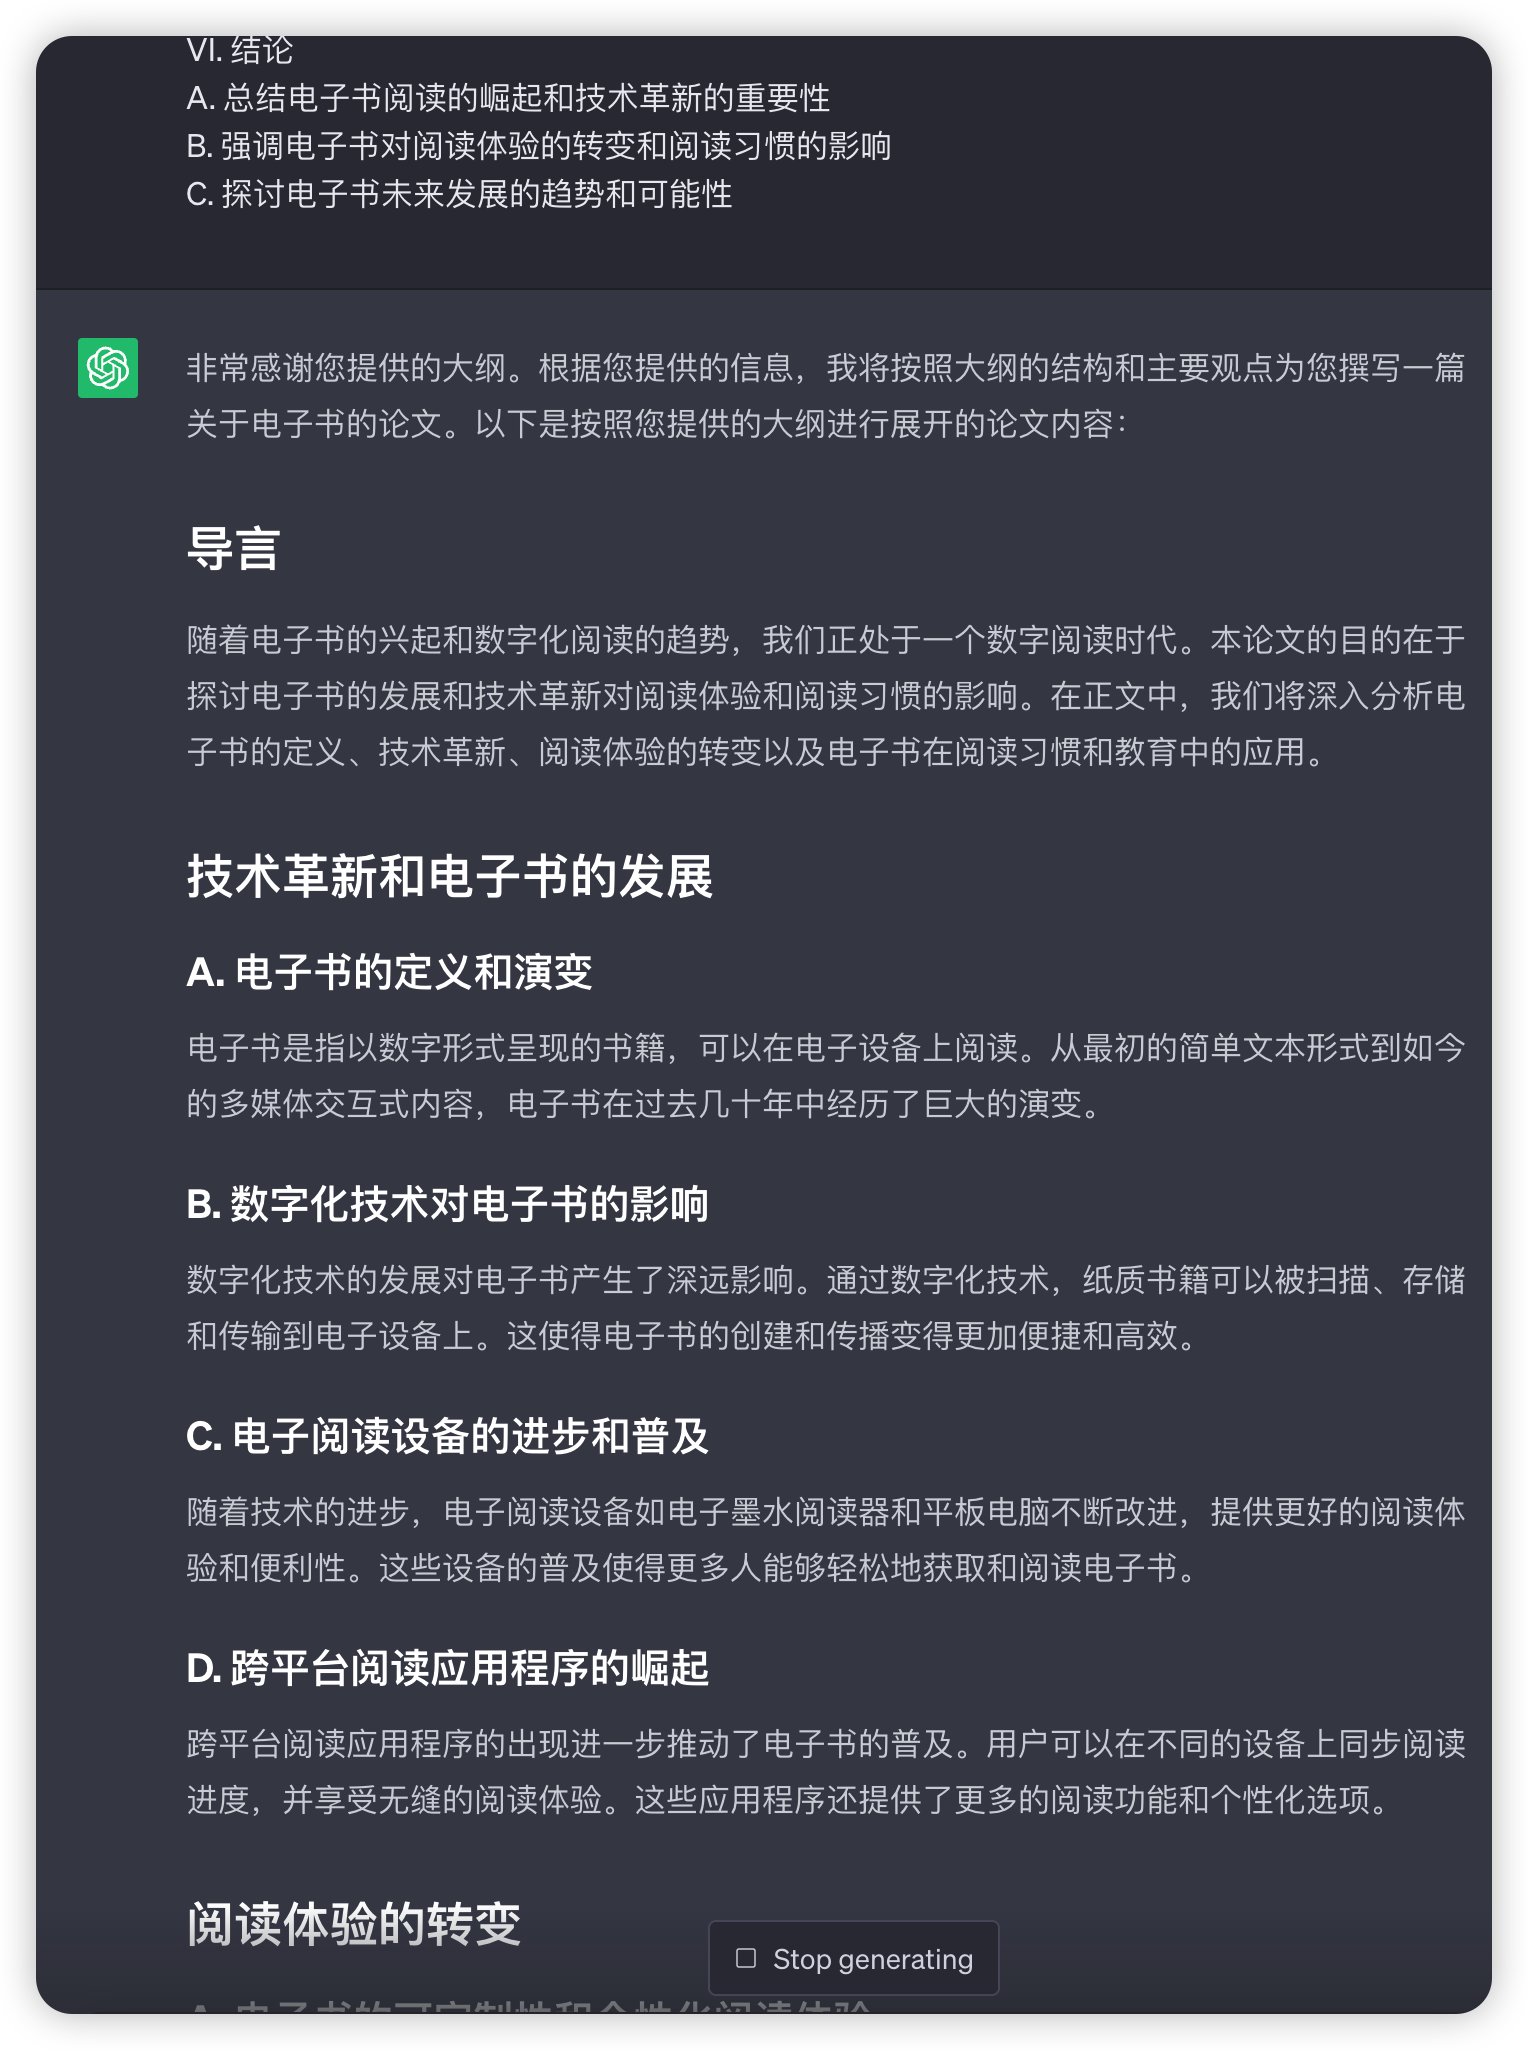 VI. 结论
A. 总结电子书阅读的崛起和技术革新的重要性
B. 强调电子书对阅读体验的转变和阅读习惯的影响
C. 探讨电子书未来发展的趋势和可能性
非常感谢您提供的大纲。根据您提供的信息，我将按照大纲的结构和主要观点为您撰写一篇
关于电子书的论文。以下是按照您提供的大纲进行展开的论文内容：
导言
随着电子书的兴起和数字化阅读的趋势，我们正处于一个数字阅读时代。本论文的目的在于
探讨电子书的发展和技术革新对阅读体验和阅读习惯的影响。在正文中，我们将深入分析电
子书的定义、技术革新、阅读体验的转变以及电子书在阅读习惯和教育中的应用。
技术革新和电子书的发展
A. 电子书的定义和演变
电子书是指以数字形式呈现的书籍，可以在电子设备上阅读。从最初的简单文本形式到如今
的多媒体交互式内容，电子书在过去几十年中经历了巨大的演变。
B. 数字化技术对电子书的影响
数字化技术的发展对电子书产生了深远影响。通过数字化技术，纸质书籍可以被扫描、存储
和传输到电子设备上。这使得电子书的创建和传播变得更加便捷和高效。
C. 电子阅读设备的进步和普及
随着技术的进步，电子阅读设备如电子墨水阅读器和平板电脑不断改进，提供更好的阅读体
验和便利性。这些设备的普及使得更多人能够轻松地获取和阅读电子书。
D. 跨平台阅读应用程序的崛起
跨平台阅读应用程序的出现进一步推动了电子书的普及。用户可以在不同的设备上同步阅读
进度，并享受无缝的阅读体验。这些应用程序还提供了更多的阅读功能和个性化选项。
阅读体验的转变
Stop generating
A. 电子书的可定制性和个性化阅读体验